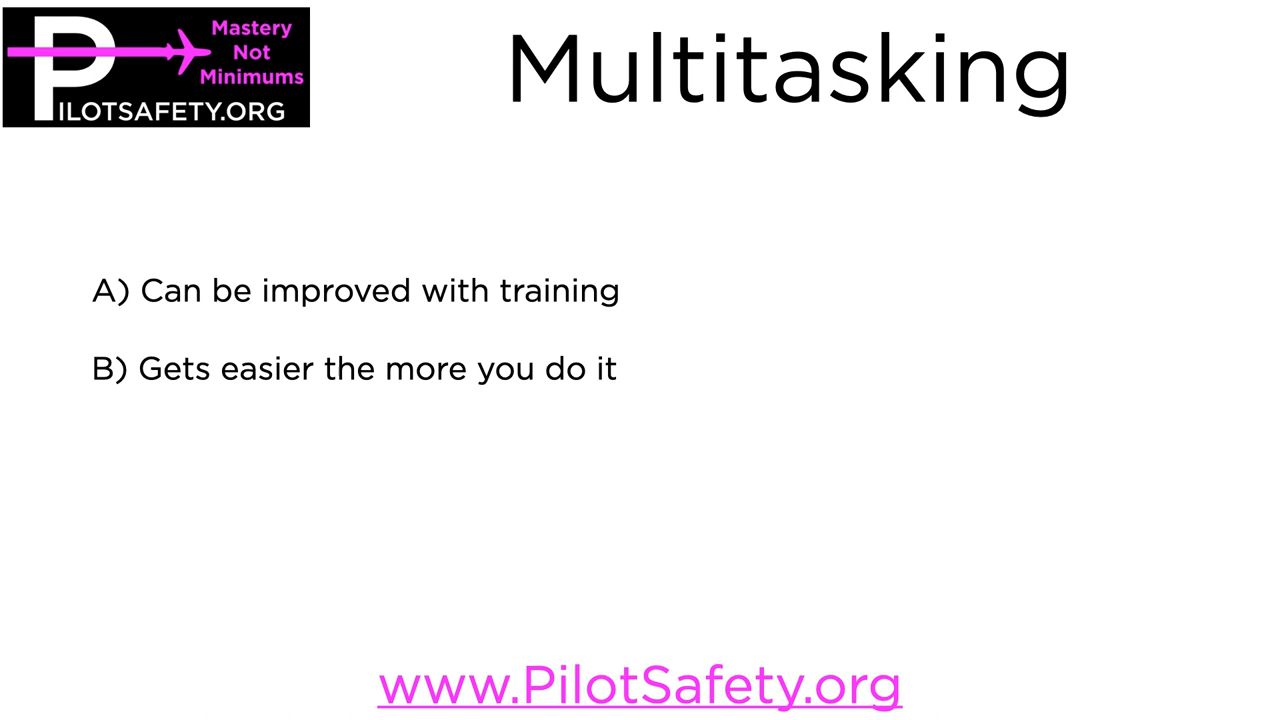 Mastery
Not
Minimums
PILOTSAFETY.ORG
Multitasking
A) Can be improved with training
B) Gets easier the more you do it
www.PilotSafety.org